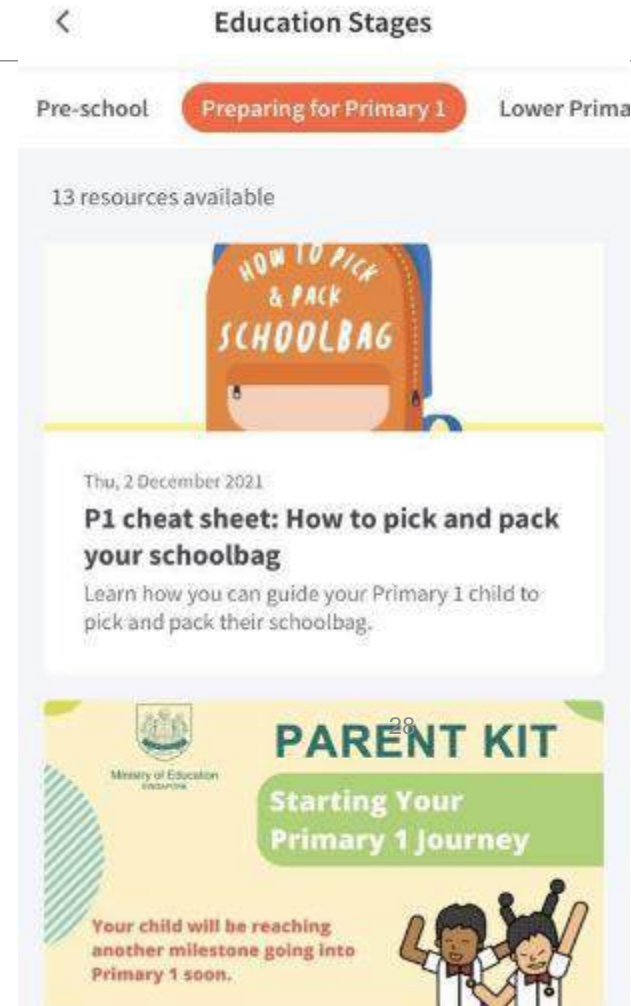 Education Stages
Pre-school
Preparing for Primary 1
Lower Prima
13 resources available
HOW TO PICK
& PACK
SCHOOLBAG
Thu, 2 December 2021
P1 cheat sheet: How to pick and pack
your schoolbag
Learn how you can guide your Primary 1 child to
pick and pack their schoolbag.
28
PARENT KIT
Ministry of Education
SINGAPORE
Starting Your
Primary 1 Journey
Your child will be reaching
another milestone going into
Primary 1 soon.